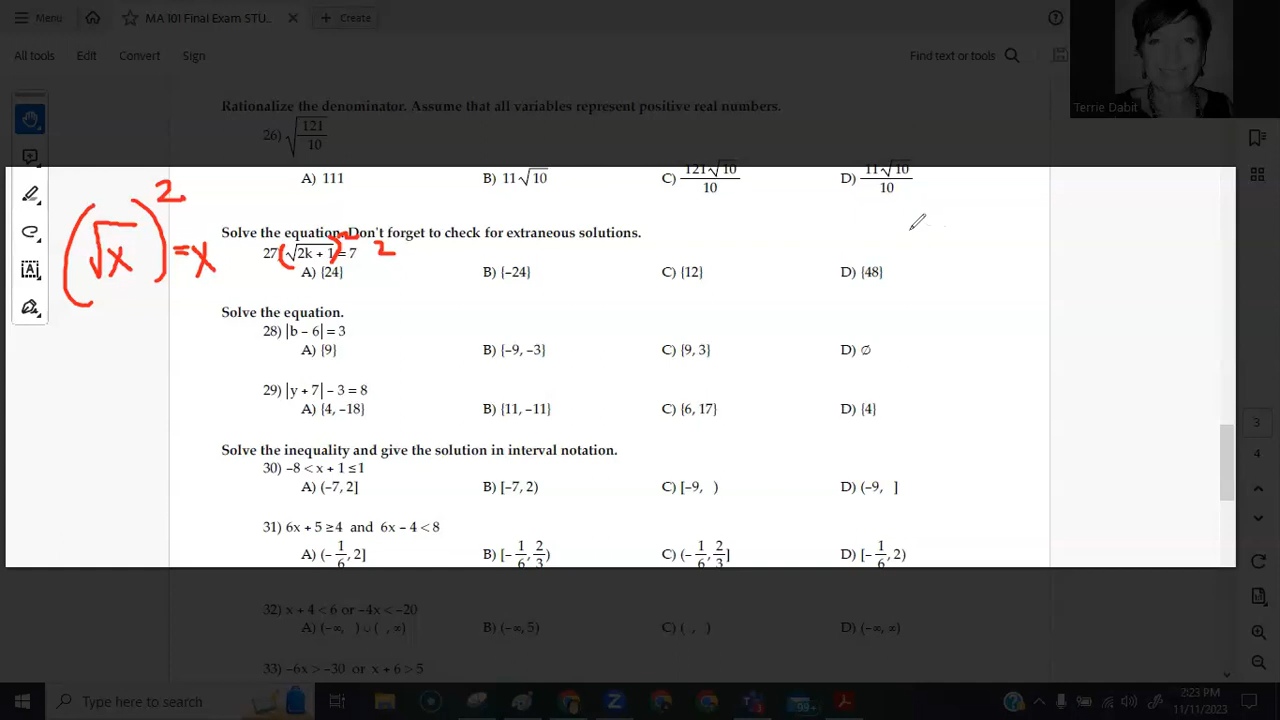 Menu MA 101 Final Exam STU... Create
All tools Edit Convert Sign Find text or tools
Terrie Dabit
Rationalize the denominator. Assume that all variables represent positive real numbers.
26) √(121/10)
A) 111 B) 11√10 C) 121√10/10 D) 11√10/10
(√x)² = x
Solve the equation. Don't forget to check for extraneous solutions.
27) (√2k + 1)² = 7 2
A) {24} B) {-24} C) {12} D) {48}
Solve the equation.
28) |b - 6| = 3
A) {9} B) {-9, -3} C) {9, 3} D) ∅
29) |y + 7| - 3 = 8
A) {4, -18} B) {11, -11} C) {6, 17} D) {4}
Solve the inequality and give the solution in interval notation.
30) -8 < x + 1 ≤ 1
A) (-7, 2] B) [-7, 2) C) [-9, ) D) (-9, ]
31) 6x + 5 ≥ 4 and 6x - 4 < 8
A) (-1/6, 2] B) [-1/6, 2/3) C) (-1/6, 2/3] D) [-1/6, 2)
32) x + 4 < 6 or -4x < -20
A) (-∞, ) ∪ ( , ∞) B) (-∞, 5) C) ( , ) D) (-∞, ∞)
33) -6x > -30 or x + 6 > 5
3
4
Type here to search
99+
2:23 PM
11/11/2023